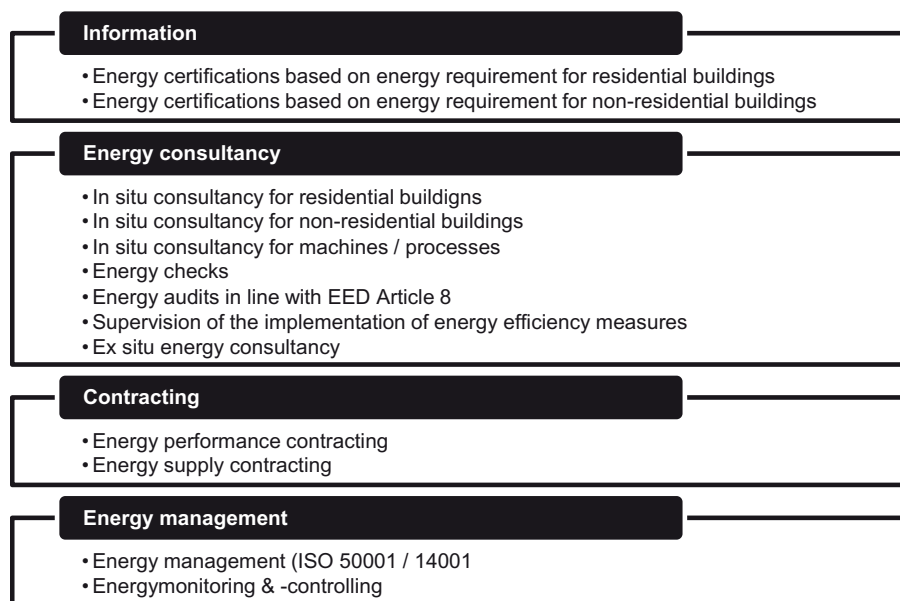 Information
• Energy certifications based on energy requirement for residential buildings
• Energy certifications based on energy requirement for non-residential buildings
Energy consultancy
• In situ consultancy for residential buildigns
• In situ consultancy for non-residential buildings
• In situ consultancy for machines / processes
• Energy checks
• Energy audits in line with EED Article 8
• Supervision of the implementation of energy efficiency measures
• Ex situ energy consultancy
Contracting
• Energy performance contracting
• Energy supply contracting
Energy management
• Energy management (ISO 50001 / 14001
• Energymonitoring & -controlling